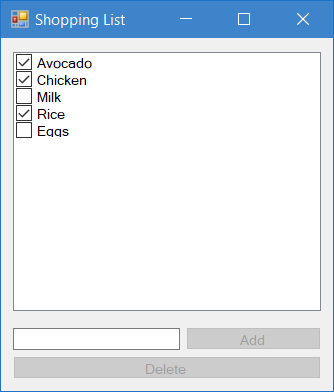 Shopping List
Avocado
Chicken
Milk
Rice
Eggs
Add
Delete